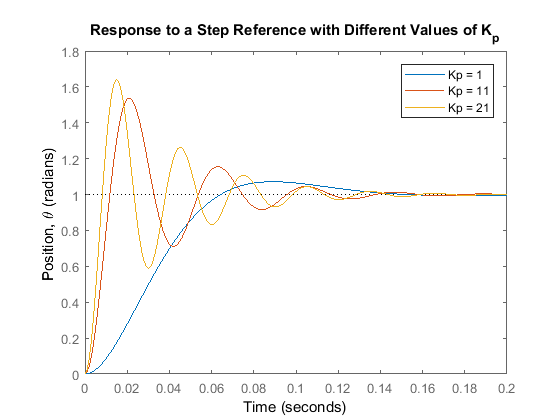 Response to a Step Reference with Different Values of Kp
Position, θ (radians)
1.8
1.6
1.4
1.2
1
0.8
0.6
0.4
0.2
0
Kp = 1
Kp = 11
Kp = 21
0 0.02 0.04 0.06 0.08 0.1 0.12 0.14 0.16 0.18 0.2
Time (seconds)